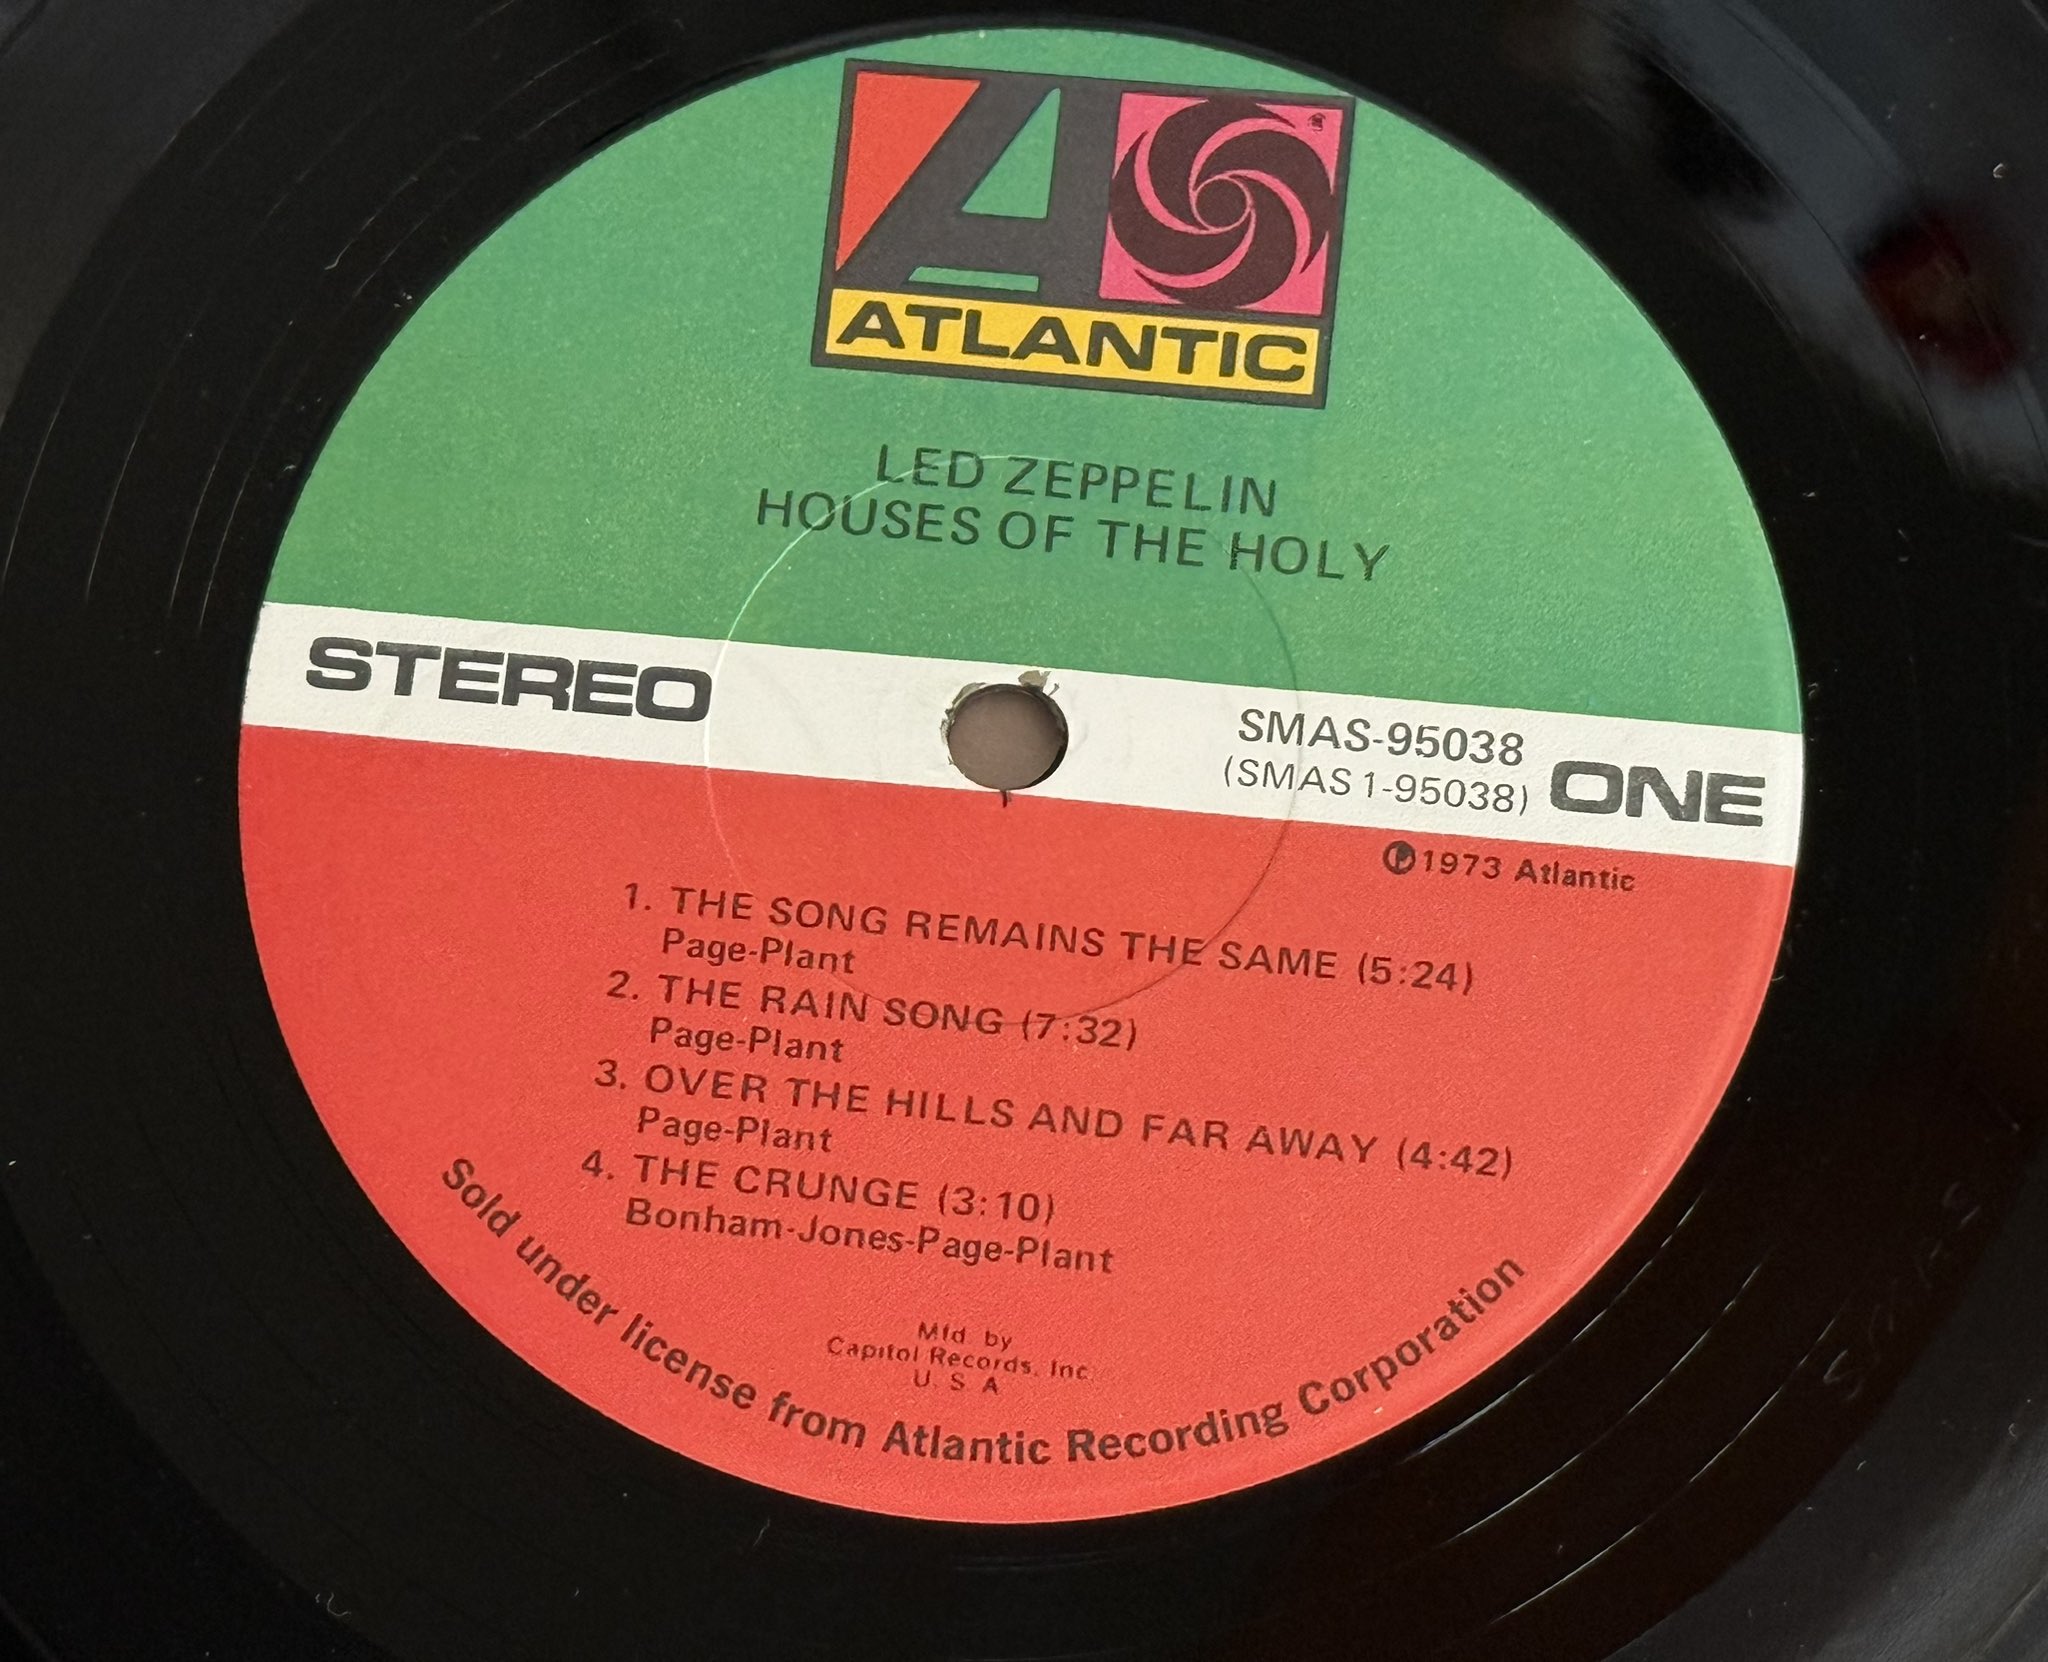 ATLANTIC
LED ZEPPELIN
HOUSES OF THE HOLY
STEREO
SMAS-95038
(SMAS 1-95038)
ONE
℗1973 Atlantic
1. THE SONG REMAINS THE SAME (5:24)
Page-Plant
2. THE RAIN SONG (7:32)
Page-Plant
3. OVER THE HILLS AND FAR AWAY (4:42)
Page-Plant
4. THE CRUNGE (3:10)
Bonham-Jones-Page-Plant
Mfd by
Capitol Records, Inc.
U. S. A
Sold under license from Atlantic Recording Corporation